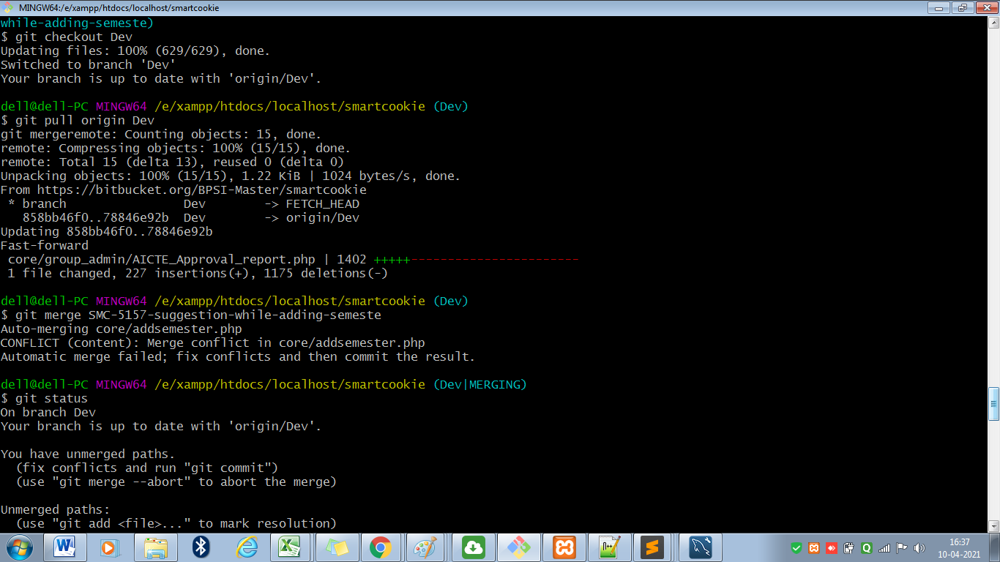 MINGW64:/e/xampp/htdocs/localhost/smartcookie
while-adding-semeste)
$ git checkout Dev
Updating files: 100% (629/629), done.
Switched to branch 'Dev'
Your branch is up to date with 'origin/Dev'.
dell@dell-PC MINGW64 /e/xampp/htdocs/localhost/smartcookie (Dev)
$ git pull origin Dev
git mergeremote: Counting objects: 15, done.
remote: Compressing objects: 100% (15/15), done.
remote: Total 15 (delta 13), reused 0 (delta 0)
Unpacking objects: 100% (15/15), 1.22 KiB | 1024 bytes/s, done.
From https://bitbucket.org/BPSI-Master/smartcookie
 * branch                Dev        -> FETCH_HEAD
   858bb46f0..78846e92b  Dev        -> origin/Dev
Updating 858bb46f0..78846e92b
Fast-forward
 core/group_admin/AICTE_Approval_report.php | 1402 +++++-----------------------
 1 file changed, 227 insertions(+), 1175 deletions(-)
dell@dell-PC MINGW64 /e/xampp/htdocs/localhost/smartcookie (Dev)
$ git merge SMC-5157-suggestion-while-adding-semeste
Auto-merging core/addsemester.php
CONFLICT (content): Merge conflict in core/addsemester.php
Automatic merge failed; fix conflicts and then commit the result.
dell@dell-PC MINGW64 /e/xampp/htdocs/localhost/smartcookie (Dev|MERGING)
$ git status
On branch Dev
Your branch is up to date with 'origin/Dev'.
You have unmerged paths.
  (fix conflicts and run "git commit")
  (use "git merge --abort" to abort the merge)
Unmerged paths:
  (use "git add <file>..." to mark resolution)
16:37
10-04-2021